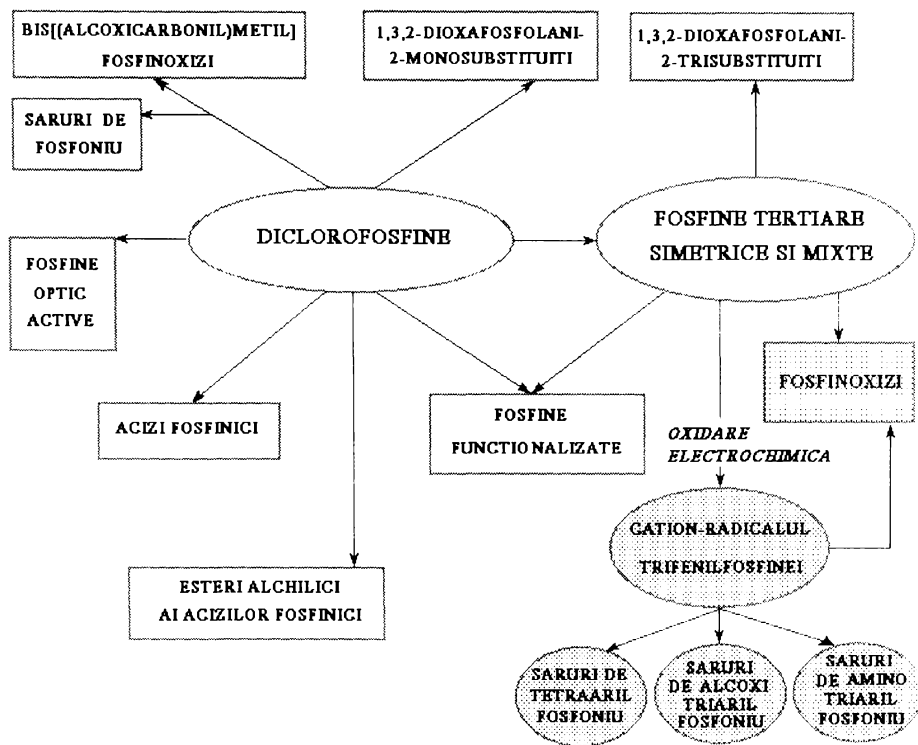 BIS[(ALCOXICARBONIL)METIL]
FOSFINOXIZI
1,3,2-DIOXAFOSFOLANI-
2-MONOSUBSTITUITI
1,3,2-DIOXAFOSFOLANI-
2-TRISUBSTITUITI
SARURI DE
FOSFONIU
DICLOROFOSFINE
FOSFINE TERTIARE
SIMETRICE SI MIXTE
FOSFINE
OPTIC
ACTIVE
FOSFINOXIZI
ACIZI FOSFINICI
FOSFINE
FUNCTIONALIZATE
OXIDARE
ELECTROCHIMICA
CATION-RADICALUL
TRIFENILFOSFINEI
ESTERI ALCHILICI
AI ACIZILOR FOSFINICI
SARURI DE
TETRAARIL
FOSFONIU
SARURI
DE ALCOXI
TRIARIL
FOSFONIU
SARURI
DE AMINO
TRIARIL
FOSFONIU